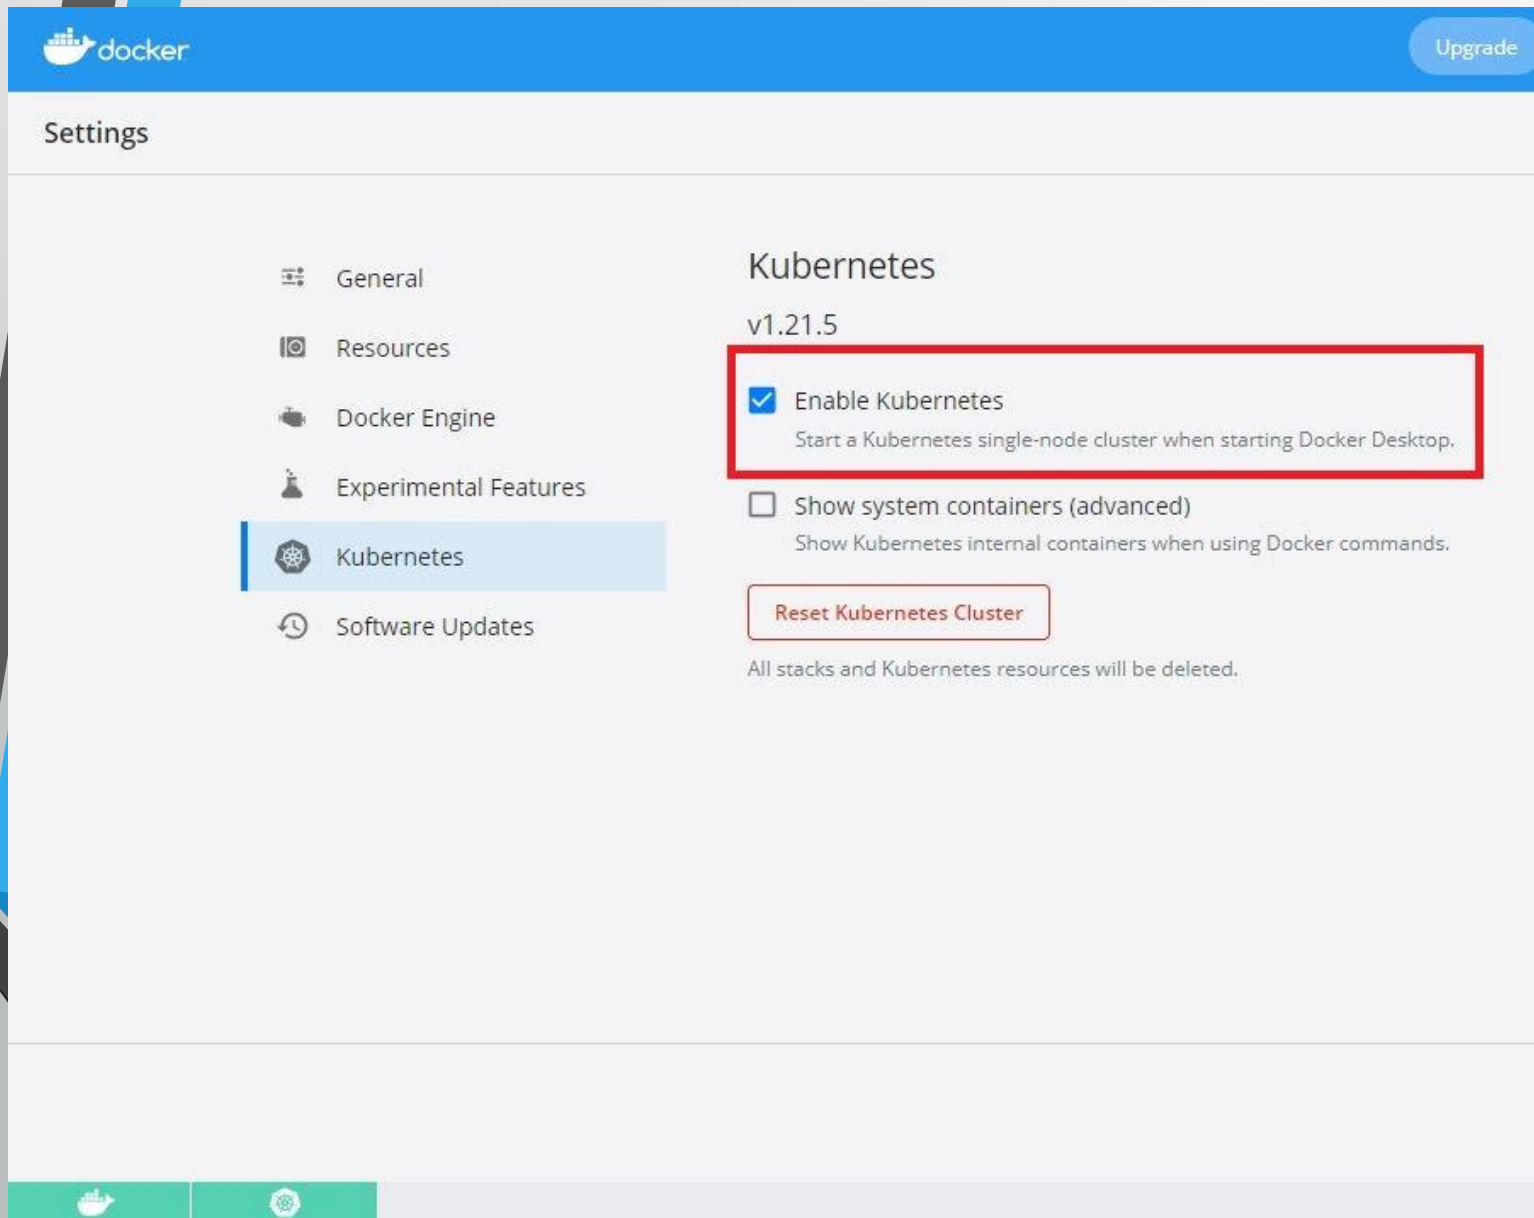 docker
Upgrade
Settings
General
Resources
Docker Engine
Experimental Features
Kubernetes
Software Updates
Kubernetes
v1.21.5
Enable Kubernetes
Start a Kubernetes single-node cluster when starting Docker Desktop.
Show system containers (advanced)
Show Kubernetes internal containers when using Docker commands.
Reset Kubernetes Cluster
All stacks and Kubernetes resources will be deleted.